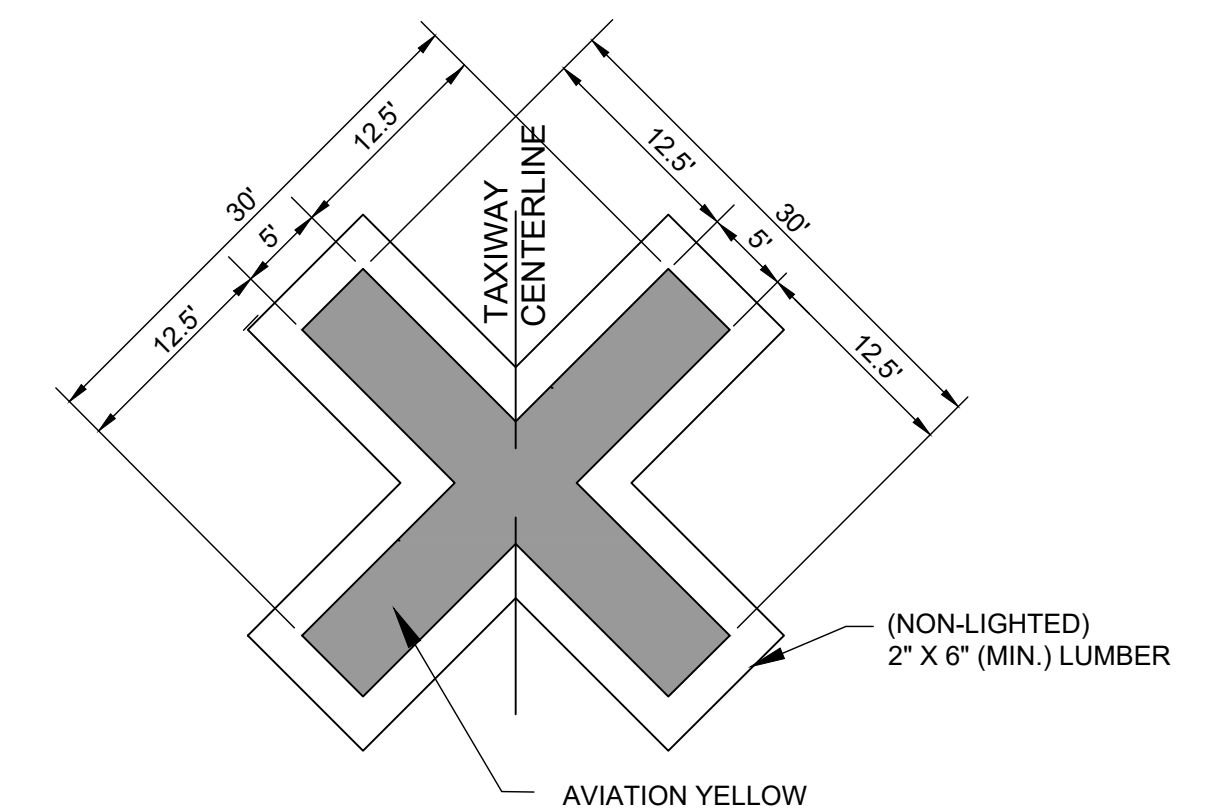 30'
12.5'
5'
12.5'
TAXIWAY
CENTERLINE
12.5'
5'
12.5'
30'
(NON-LIGHTED)
2" X 6" (MIN.) LUMBER
AVIATION YELLOW